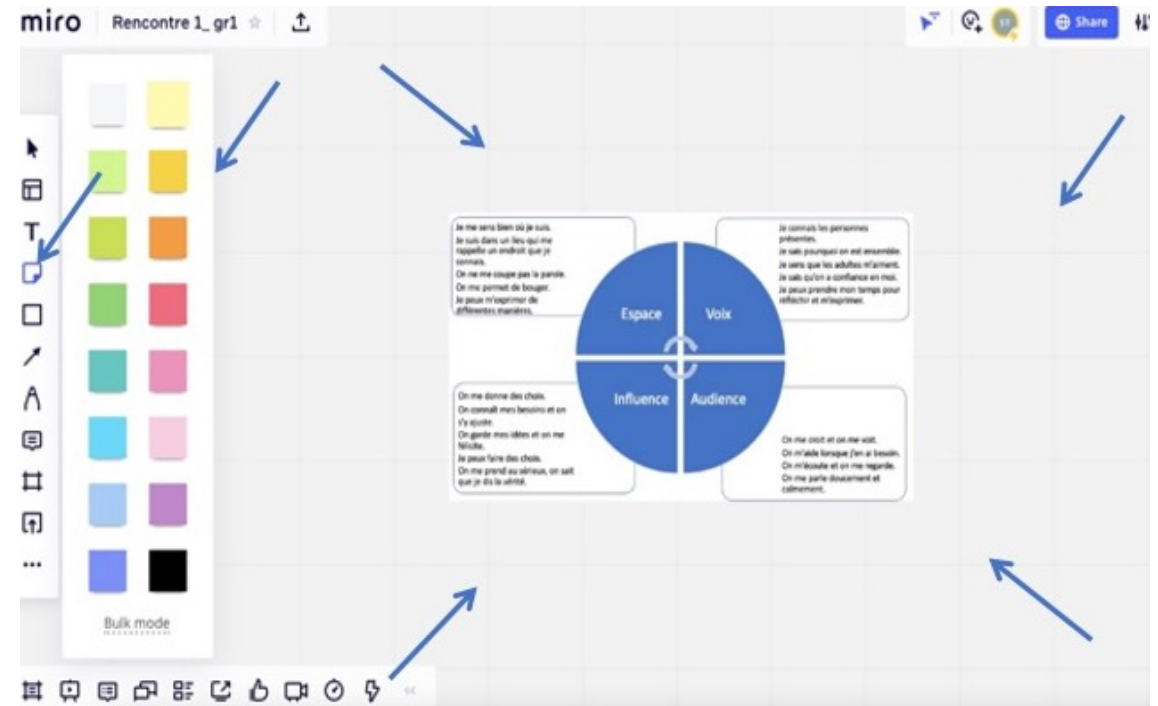 miro
Rencontre 1_ gr1
Share
Je me sens bien où je suis.
Je suis dans un lieu qui me
rappelle un endroit que je
connais.
On ne me coupe pas la parole.
On me permet de bouger.
Je peux m'exprimer de
différentes manières.
Je connais les personnes
présentes.
Je sais pourquoi on est ensemble.
Je sens que les adultes m'aiment.
Je sais qu'on a confiance en moi.
Je peux prendre mon temps pour
réfléchir et m'exprimer.
Espace
Voix
Influence
Audience
On me donne des choix.
On connaît mes besoins et on
s'y ajuste.
On garde mes idées et on me
félicite.
Je peux faire des choix.
On me prend au sérieux, on sait
que je dis la vérité.
On me croit et on me voit.
On m'aide lorsque j'en ai besoin.
On m'écoute et on me regarde.
On me parle doucement et
calmement.
Bulk mode